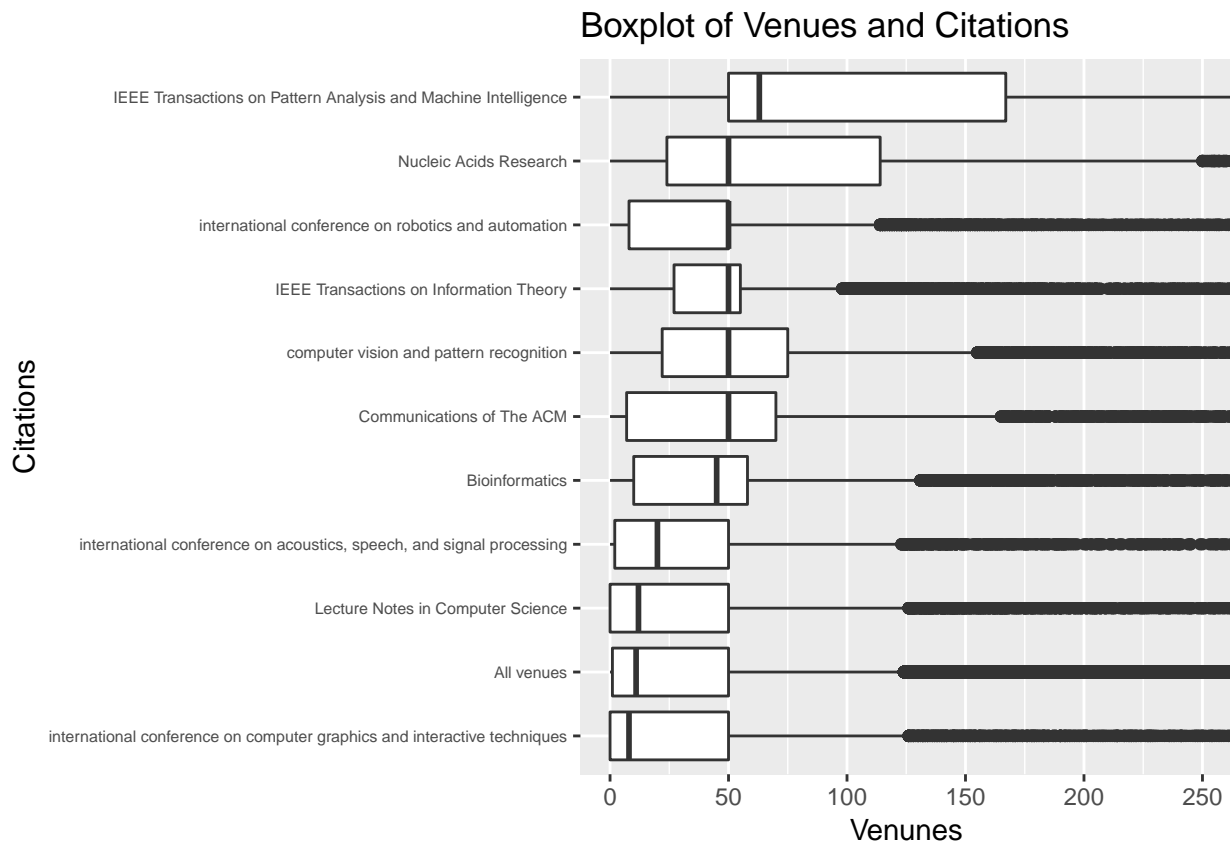 Boxplot of Venues and Citations
IEEE Transactions on Pattern Analysis and Machine Intelligence
Nucleic Acids Research
international conference on robotics and automation
IEEE Transactions on Information Theory
computer vision and pattern recognition
Communications of The ACM
Bioinformatics
international conference on acoustics, speech, and signal processing
Lecture Notes in Computer Science
All venues
international conference on computer graphics and interactive techniques
Citations
0 50 100 150 200 250
Venunes